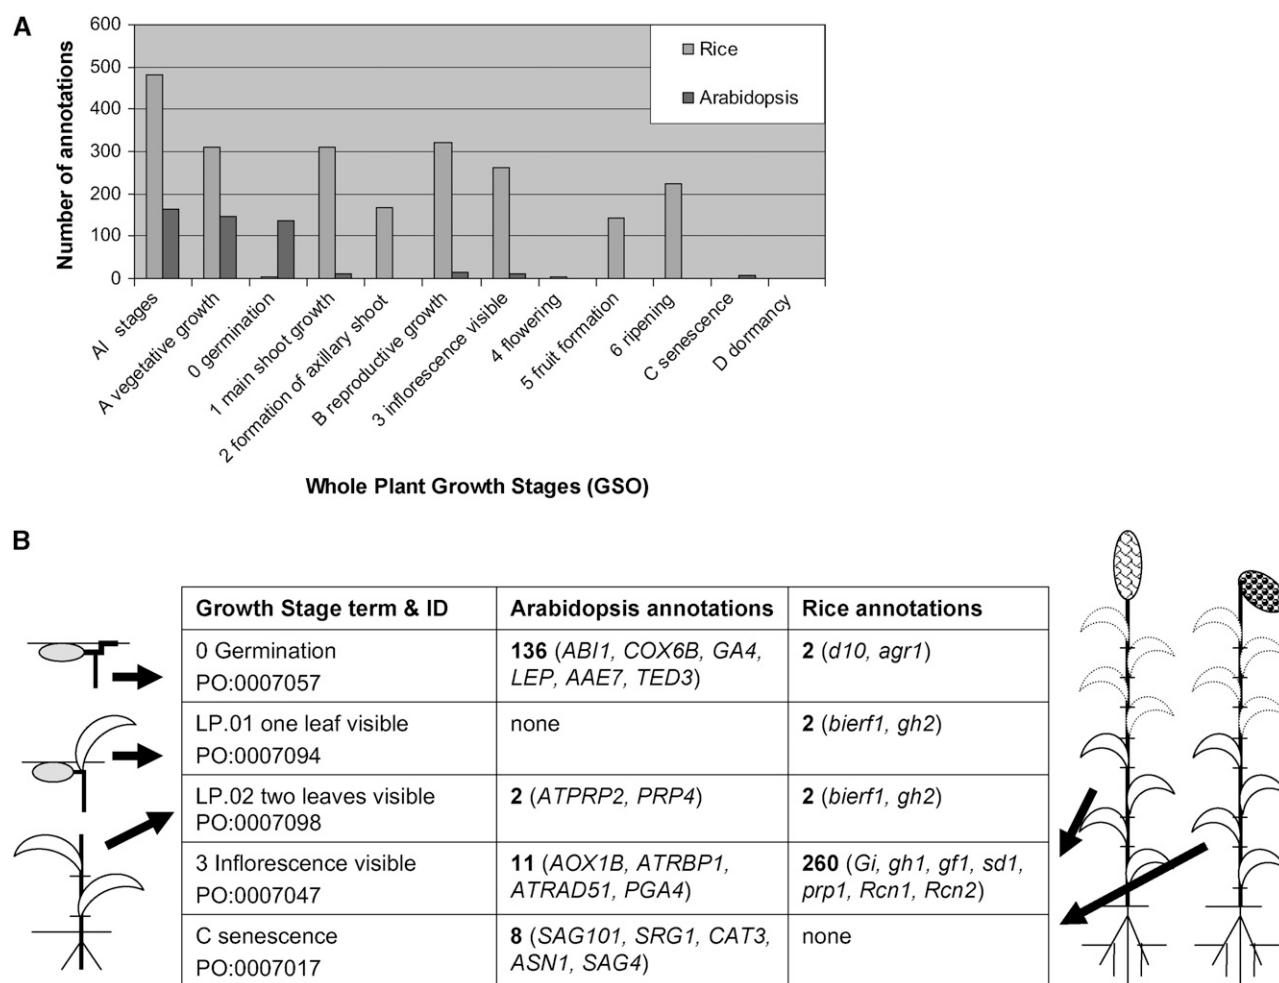 A
600
500
400
300
200
100
0
Number of annotations
Rice
Arabidopsis
Al stages
A vegetative growth
0 germination
1 main shoot growth
2 formation of axillary shoot
B reproductive growth
3 inflorescence visible
4 flowering
5 fruit formation
6 ripening
C senescence
D dormancy
Whole Plant Growth Stages (GSO)
B
Growth Stage term & ID
Arabidopsis annotations
Rice annotations
0 Germination
PO:0007057
136 (ABI1, COX6B, GA4,
LEP, AAE7, TED3)
2 (d10, agr1)
LP.01 one leaf visible
PO:0007094
none
2 (bierf1, gh2)
LP.02 two leaves visible
PO:0007098
2 (ATPRP2, PRP4)
2 (bierf1, gh2)
3 Inflorescence visible
PO:0007047
11 (AOX1B, ATRBP1,
ATRAD51, PGA4)
260 (Gi, gh1, gf1, sd1,
prp1, Rcn1, Rcn2)
C senescence
PO:0007017
8 (SAG101, SRG1, CAT3,
ASN1, SAG4)
none